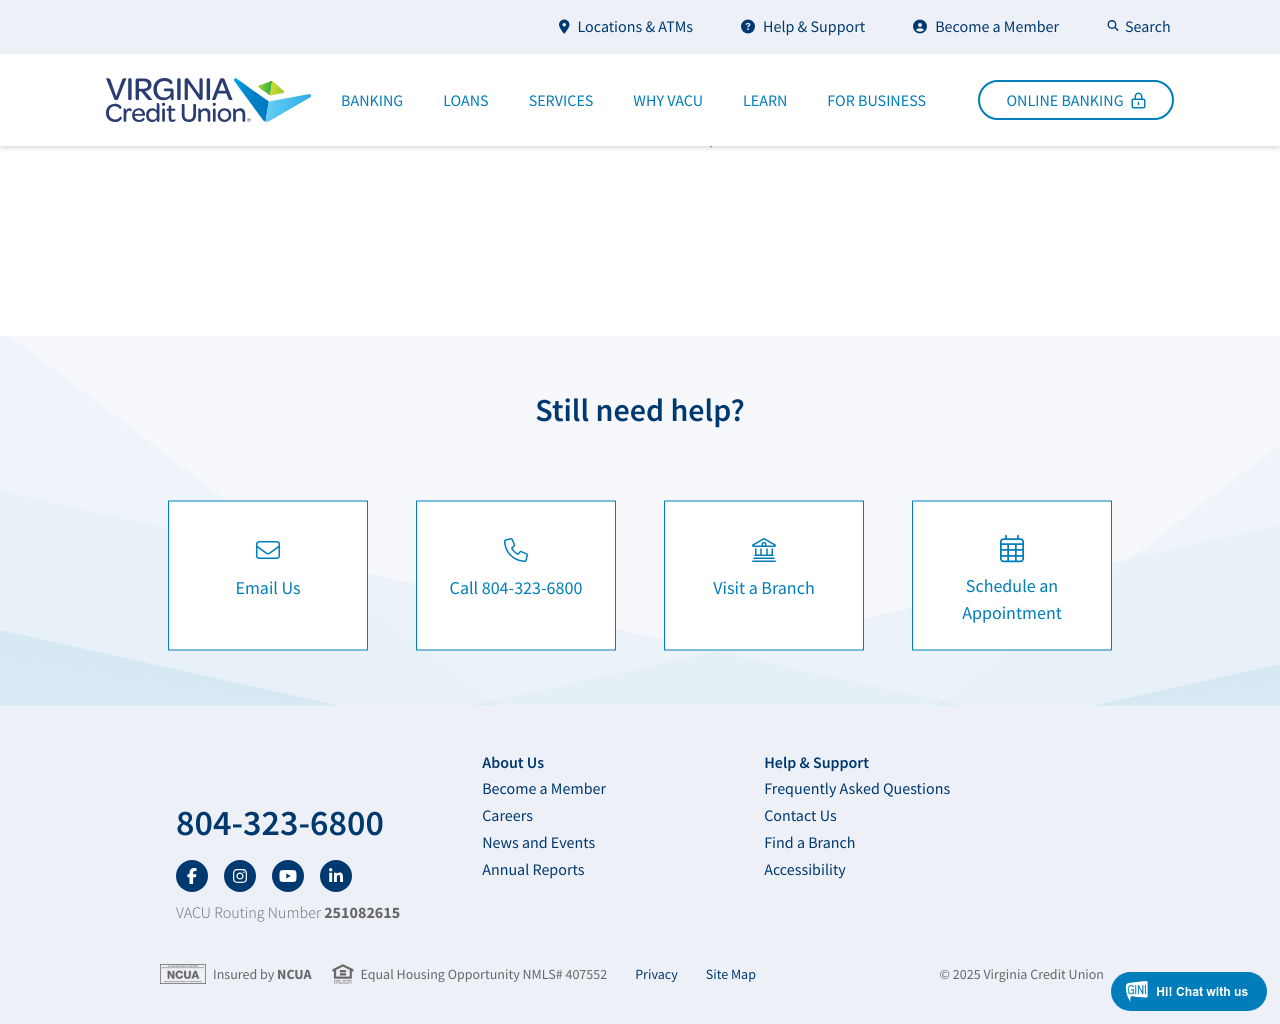 Locations & ATMs Help & Support Become a Member Search
VIRGINIA
Credit Union
BANKING LOANS SERVICES WHY VACU LEARN FOR BUSINESS ONLINE BANKING
Still need help?
Email Us
Call 804-323-6800
Visit a Branch
Schedule an
Appointment
804-323-6800
VACU Routing Number 251082615
About Us
Become a Member
Careers
News and Events
Annual Reports
Help & Support
Frequently Asked Questions
Contact Us
Find a Branch
Accessibility
NCUA Insured by NCUA Equal Housing Opportunity NMLS# 407552 Privacy Site Map © 2025 Virginia Credit Union
GINI Hi! Chat with us